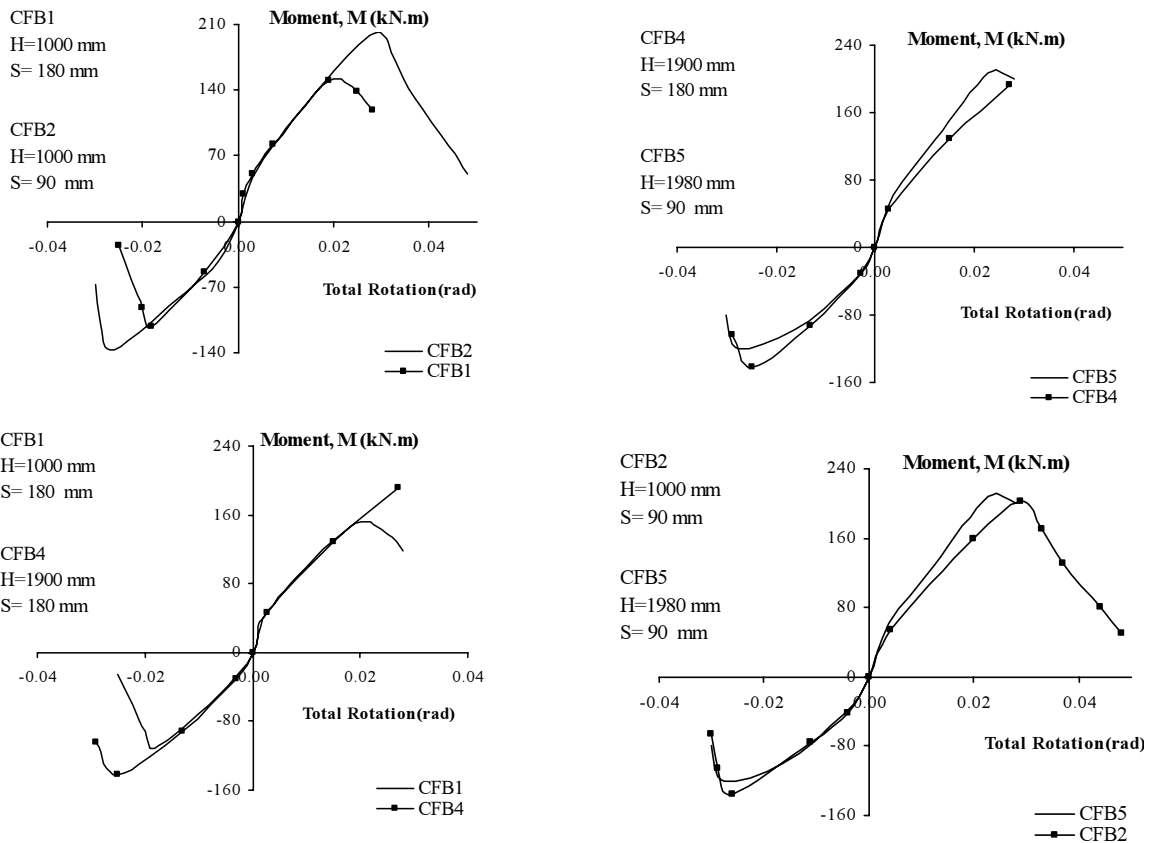 CFB1
H=1000 mm
S= 180 mm
CFB2
H=1000 mm
S= 90 mm
Moment, M (kN.m)
210
140
70
0
-70
-140
-0.04
-0.02
0.00
0.02
0.04
Total Rotation(rad)
CFB2
CFB1
CFB4
H=1900 mm
S= 180 mm
CFB5
H=1980 mm
S= 90 mm
Moment, M (kN.m)
240
160
80
0
-80
-160
-0.04
-0.02
0.00
0.02
0.04
Total Rotation(rad)
CFB5
CFB4
CFB1
H=1000 mm
S= 180 mm
CFB4
H=1900 mm
S= 180 mm
Moment, M (kN.m)
240
160
80
0
-80
-160
-0.04
-0.02
0.00
0.02
0.04
Total Rotation(rad)
CFB1
CFB4
CFB2
H=1000 mm
S= 90 mm
CFB5
H=1980 mm
S= 90 mm
Moment, M (kN.m)
240
160
80
0
-80
-160
-0.04
-0.02
0.00
0.02
0.04
Total Rotation(rad)
CFB5
CFB2